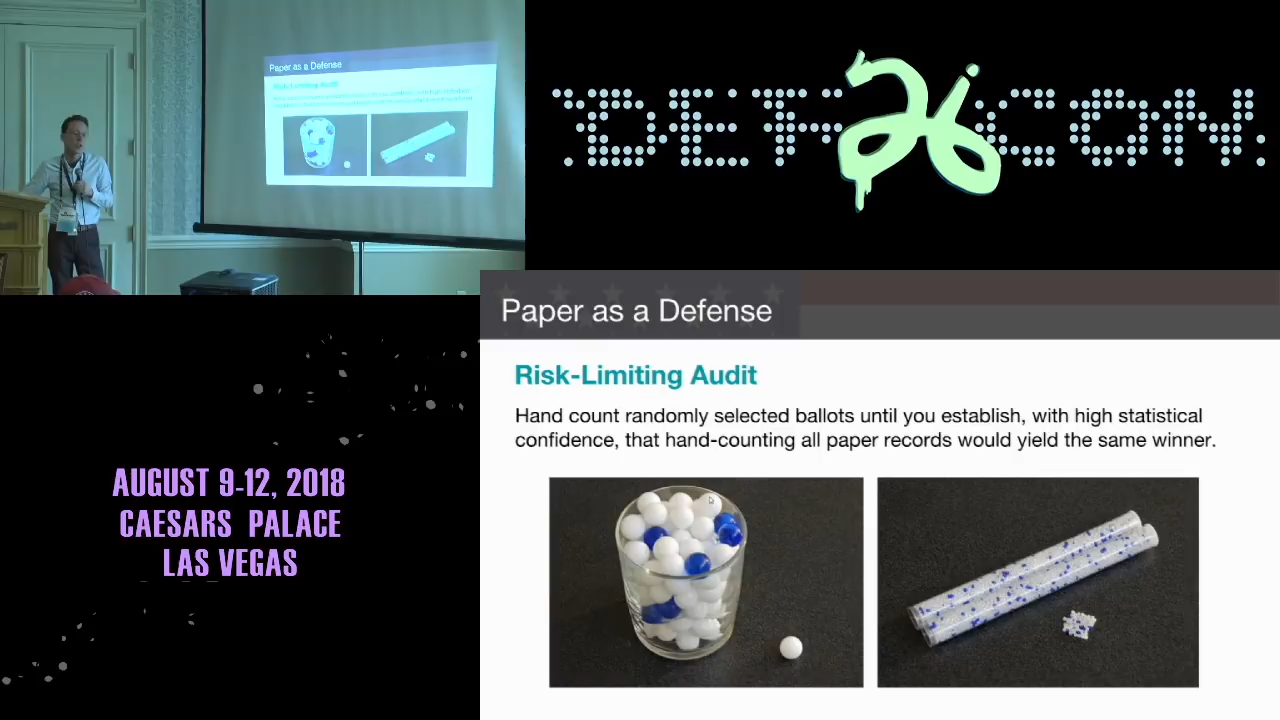 Paper as a Defense
Risk-Limiting Audit
DEF CON
26
AUGUST 9-12, 2018
CAESARS PALACE
LAS VEGAS
Paper as a Defense
Risk-Limiting Audit
Hand count randomly selected ballots until you establish, with high statistical
confidence, that hand-counting all paper records would yield the same winner.